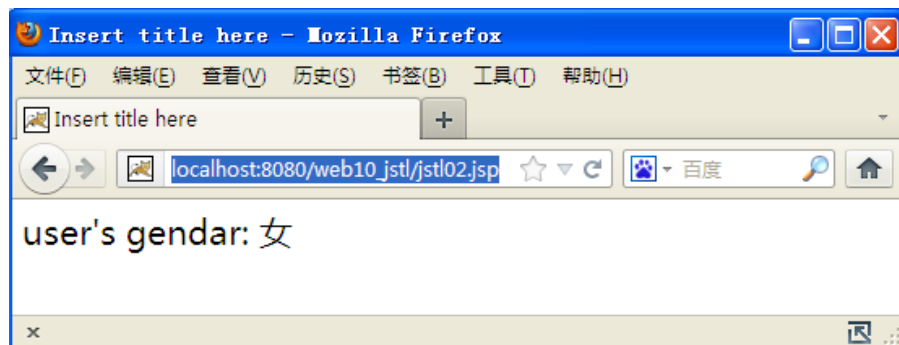 Insert title here - Mozilla Firefox
文件(F) 编辑(E) 查看(V) 历史(S) 书签(B) 工具(T) 帮助(H)
Insert title here
localhost:8080/web10_jstl/jstl02.jsp 百度
user's gendar: 女